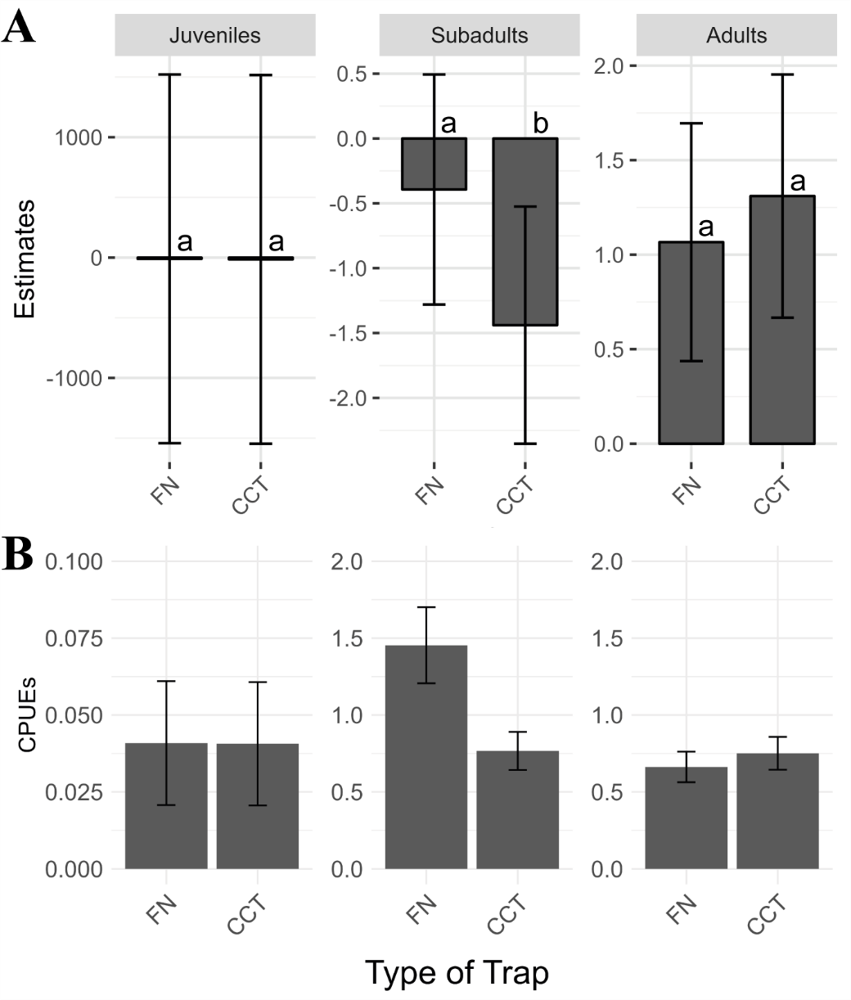 A
Juveniles
Subadults
Adults
Estimates
1000
0
-1000
a
a
FN
CCT
0.5
0.0
-0.5
-1.0
-1.5
-2.0
a
b
FN
CCT
2.0
1.5
1.0
0.5
0.0
a
a
FN
CCT
B
CPUEs
0.100
0.075
0.050
0.025
0.000
FN
CCT
2.0
1.5
1.0
0.5
0.0
FN
CCT
2.0
1.5
1.0
0.5
0.0
FN
CCT
Type of Trap